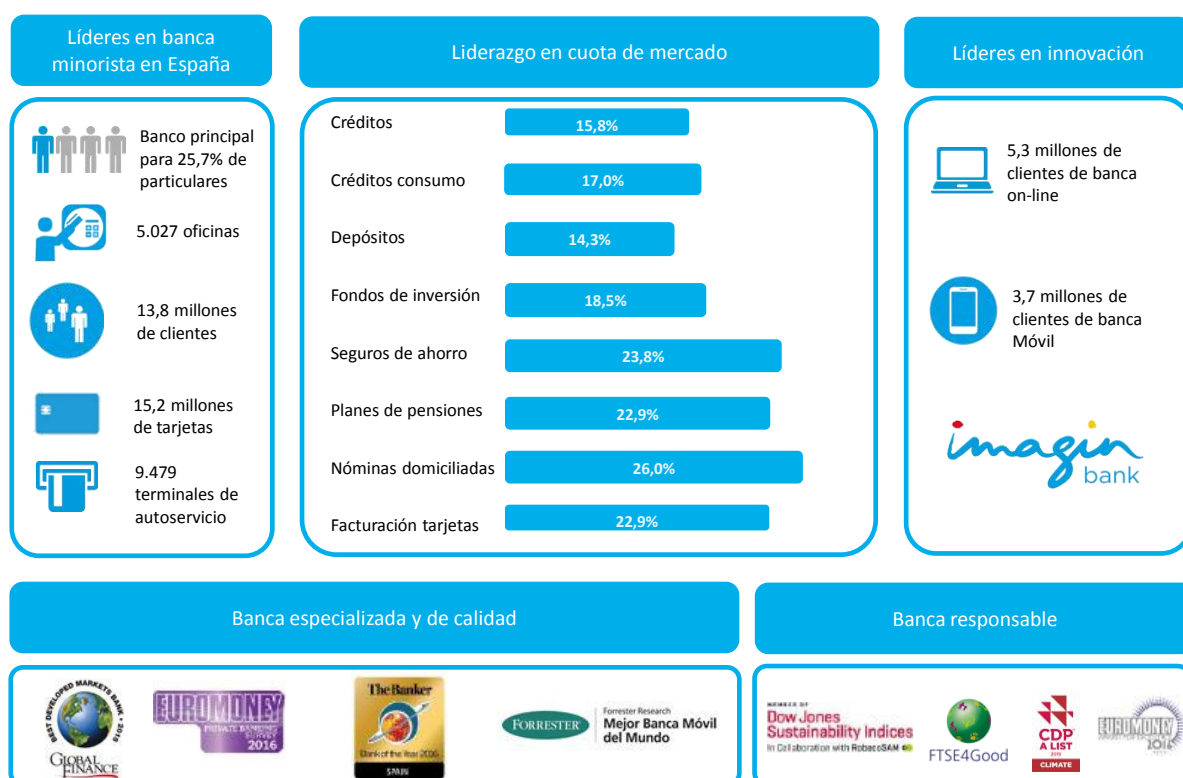 Líderes en banca
minorista en España
Banco principal
para 25,7% de
particulares
5.027 oficinas
13,8 millones
de clientes
15,2 millones
de tarjetas
9.479
terminales de
autoservicio
Liderazgo en cuota de mercado
Créditos 15,8%
Créditos consumo 17,0%
Depósitos 14,3%
Fondos de inversión 18,5%
Seguros de ahorro 23,8%
Planes de pensiones 22,9%
Nóminas domiciliadas 26,0%
Facturación tarjetas 22,9%
Líderes en innovación
5,3 millones de
clientes de banca
on-line
3,7 millones de
clientes de banca
Móvil
imagin
bank
Banca especializada y de calidad
BEST DEVELOPED MARKETS BANK
GLOBAL
FINANCE
EUROMONEY
PRIVATE BANKING
SURVEY
2016
The Banker
Bank of the Year 2016
SPAIN
FORRESTER
Forrester Research
Mejor Banca Móvil
del Mundo
Banca responsable
MEMBER OF
Dow Jones
Sustainability Indices
In Collaboration with RobecoSAM
FTSE4Good
CDP
A LIST
CLIMATE
EUROMONEY